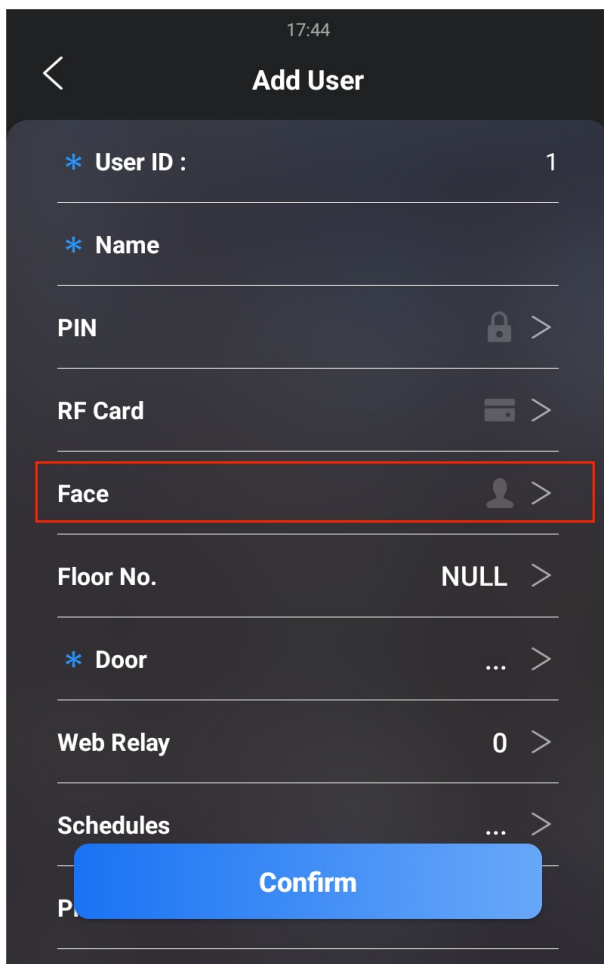 17:44
Add User
* User ID : 1
* Name
PIN
RF Card
Face
Floor No. NULL
* Door ...
Web Relay 0
Schedules ...
Confirm